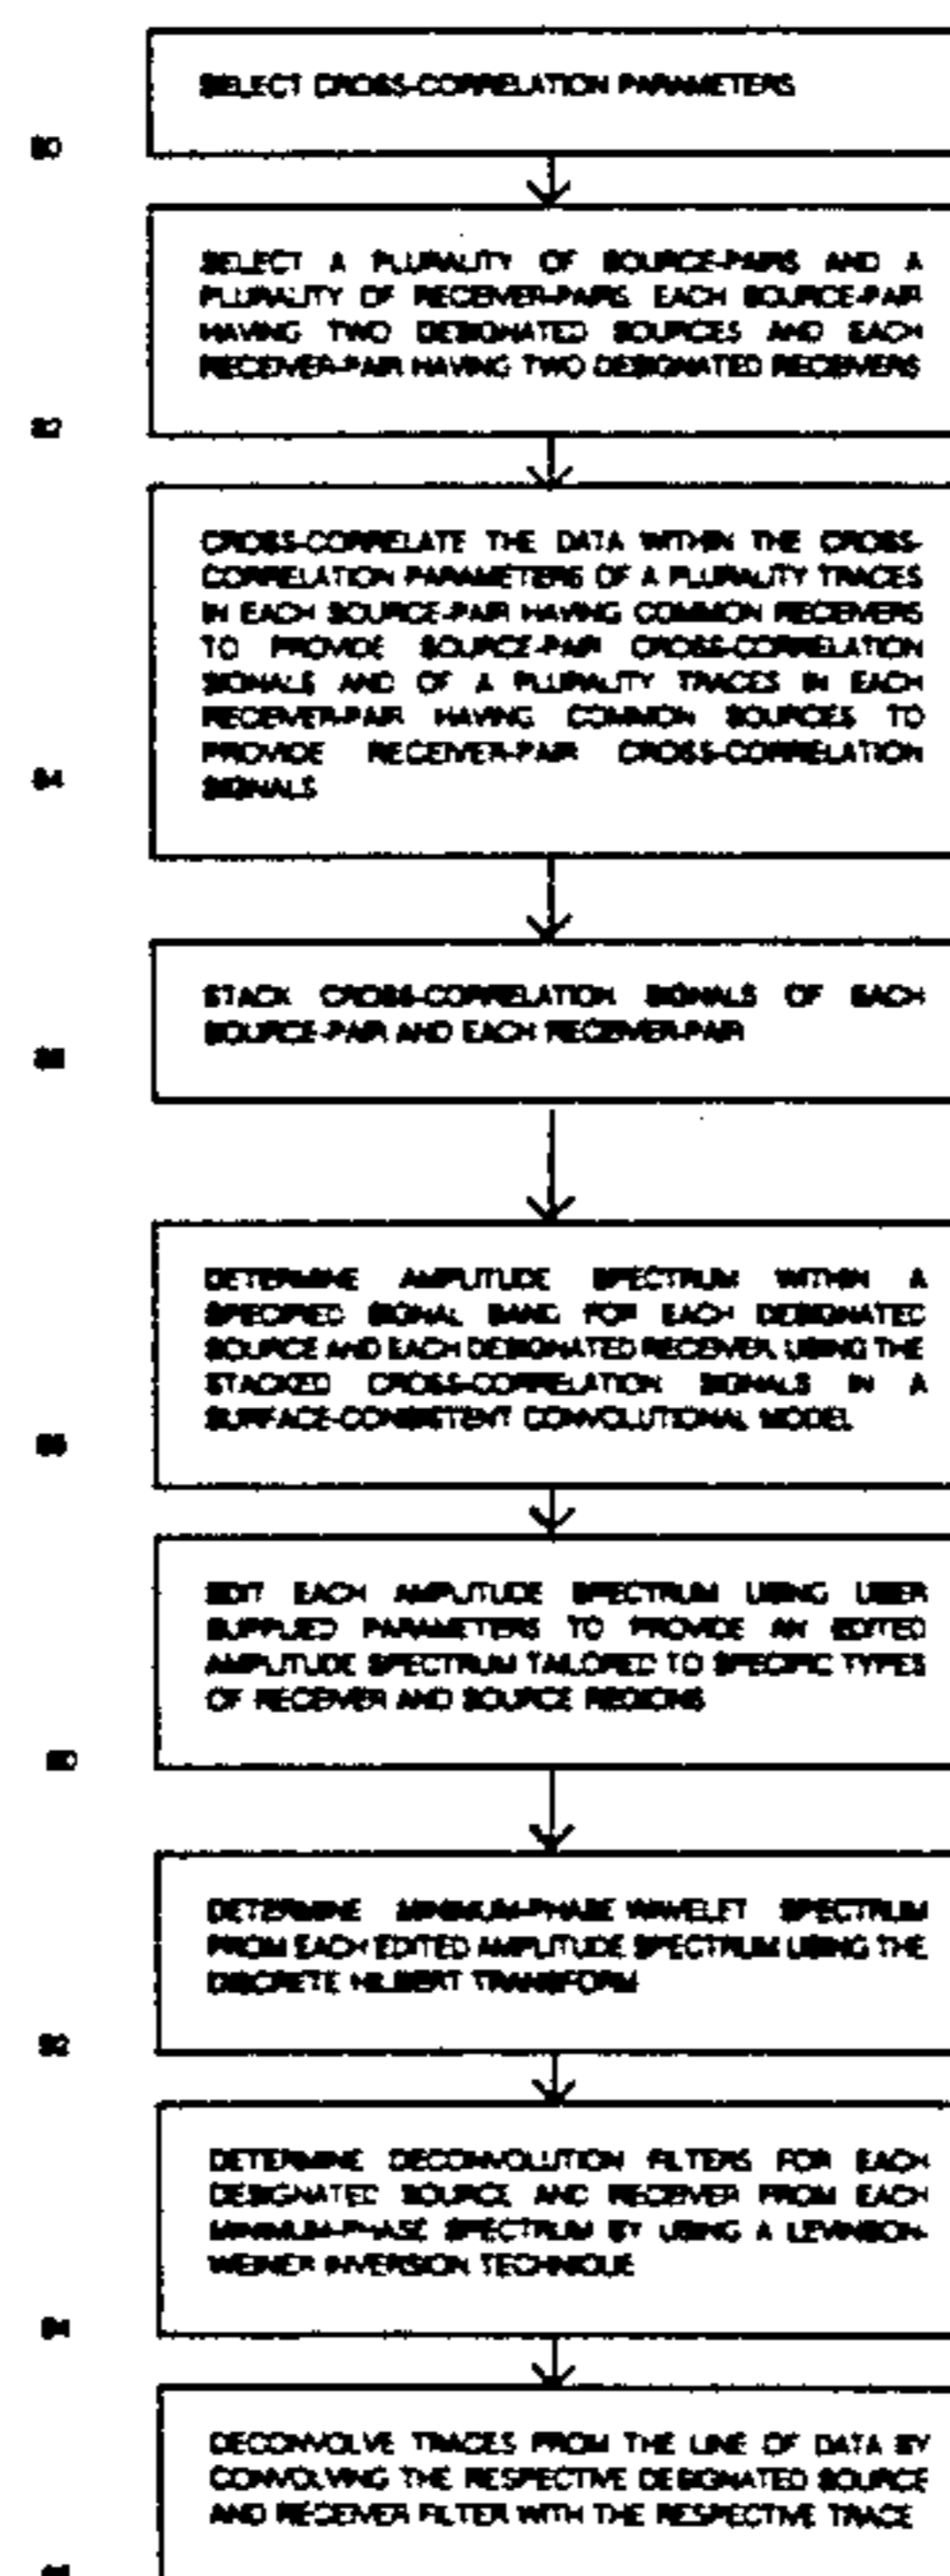 SELECT CROSS-CORRELATION PARAMETERS
80
SELECT A PLURALITY OF SOURCE-PAIRS AND A
PLURALITY OF RECEIVER-PAIRS EACH SOURCE-PAIR
HAVING TWO DESIGNATED SOURCES AND EACH
RECEIVER-PAIR HAVING TWO DESIGNATED RECEIVERS
82
CROSS-CORRELATE THE DATA WITHIN THE CROSS-
CORRELATION PARAMETERS OF A PLURALITY TRACES
IN EACH SOURCE-PAIR HAVING COMMON RECEIVERS
TO PROVIDE SOURCE-PAIR CROSS-CORRELATION
SIGNALS AND OF A PLURALITY TRACES IN EACH
RECEIVER-PAIR HAVING COMMON SOURCES TO
PROVIDE RECEIVER-PAIR CROSS-CORRELATION
SIGNALS
84
STACK CROSS-CORRELATION SIGNALS OF EACH
SOURCE-PAIR AND EACH RECEIVER-PAIR
DETERMINE AMPLITUDE SPECTRUM WITHIN A
SPECIFIED SIGNAL BAND FOR EACH DESIGNATED
SOURCE AND EACH DESIGNATED RECEIVER, USING THE
STACKED CROSS-CORRELATION SIGNALS IN A
SURFACE-CONSISTENT CONVOLUTIONAL MODEL
EDIT EACH AMPLITUDE SPECTRUM USING USER
SUPPLIED PARAMETERS TO PROVIDE AN EDITED
AMPLITUDE SPECTRUM TAILORED TO SPECIFIC TYPES
OF RECEIVER AND SOURCE REGIONS
DETERMINE MINIMUM-PHASE WAVELET SPECTRUM
FROM EACH EDITED AMPLITUDE SPECTRUM USING THE
DISCRETE HILBERT TRANSFORM
92
DETERMINE DECONVOLUTION FILTERS FOR EACH
DESIGNATED SOURCE AND RECEIVER FROM EACH
MINIMUM-PHASE SPECTRUM BY USING A LEVINSON-
WEINER INVERSION TECHNIQUE
94
DECONVOLVE TRACES FROM THE LINE OF DATA BY
CONVOLVING THE RESPECTIVE DESIGNATED SOURCE
AND RECEIVER FILTER WITH THE RESPECTIVE TRACE